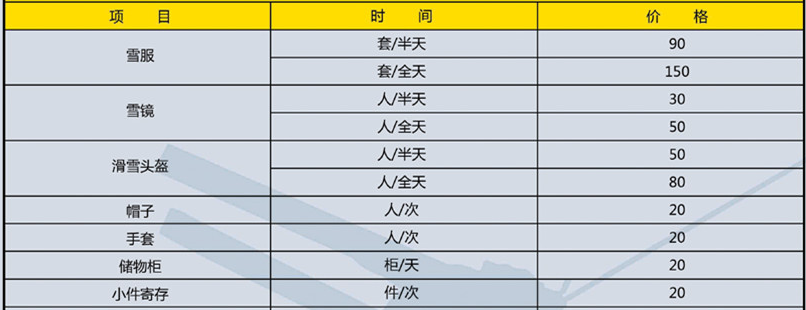 项 目 时 间 价 格
雪服 套/半天 90
套/全天 150
雪镜 人/半天 30
人/全天 50
滑雪头盔 人/半天 50
人/全天 80
帽子 人/次 20
手套 人/次 20
储物柜 柜/天 20
小件寄存 件/次 20